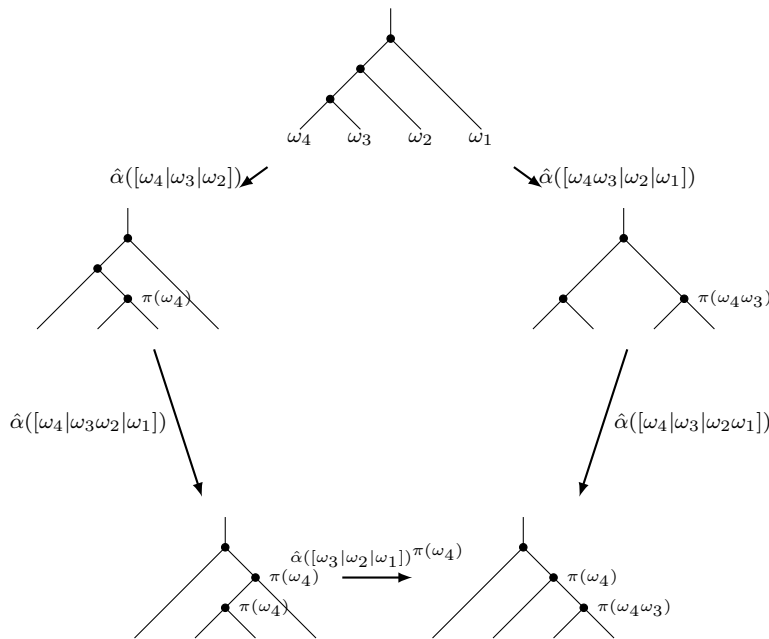 ω₄ ω₃ ω₂ ω₁
α̂([ω₄|ω₃|ω₂]) α̂([ω₄ω₃|ω₂|ω₁])
π(ω₄) π(ω₄ω₃)
α̂([ω₄|ω₃ω₂|ω₁]) α̂([ω₄|ω₃|ω₂ω₁])
α̂([ω₃|ω₂|ω₁])^π(ω₄)
π(ω₄) π(ω₄)
π(ω₄) π(ω₄ω₃)